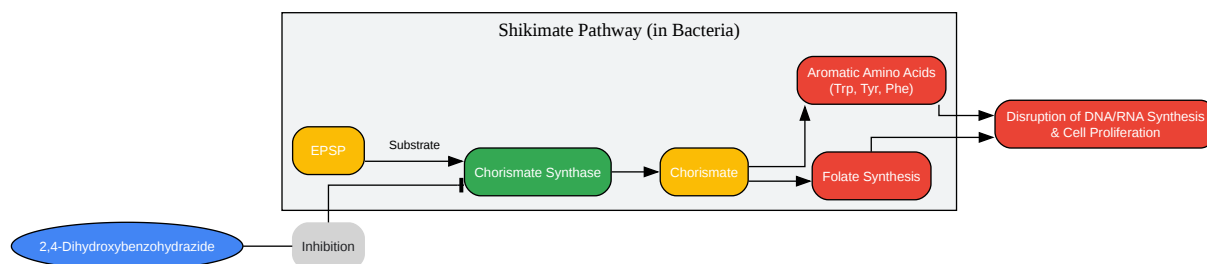 Shikimate Pathway (in Bacteria)
Aromatic Amino Acids
(Trp, Tyr, Phe)
Disruption of DNA/RNA Synthesis
& Cell Proliferation
EPSP
Substrate
Chorismate Synthase
Chorismate
Folate Synthesis
2,4-Dihydroxybenzohydrazide
Inhibition